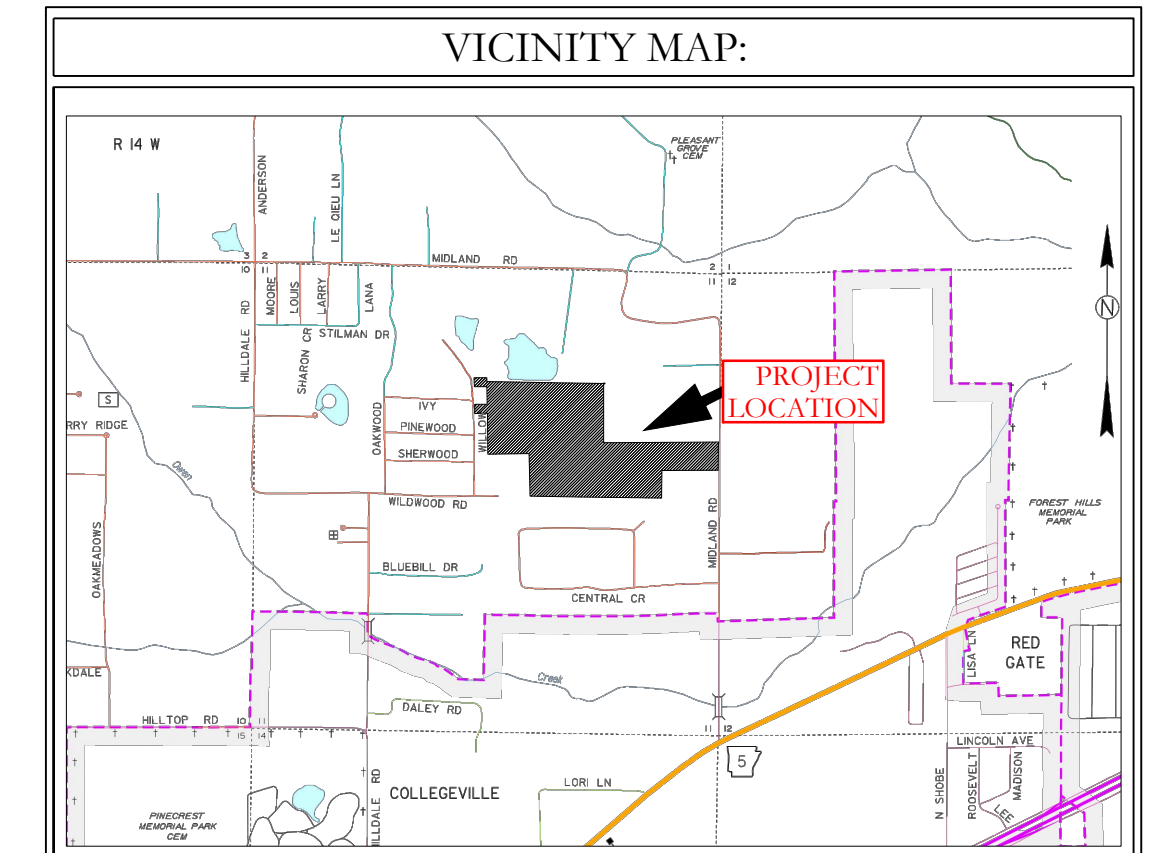 VICINITY MAP:
R 14 W
PLEASANT
GROVE
CEM
ANDERSON
LE QIEU LN
MIDLAND RD
3 2
10 11
2 1
11 12
HILLDALE RD
MOORE
LOUIS
LARRY
LANA
STILMAN DR
SHARON CR
N
PROJECT
LOCATION
S
RRY RIDGE
OAKWOOD
IVY
PINEWOOD
SHERWOOD
WILLOW
WILDWOOD RD
Owen
OAKMEADOWS
MIDLAND RD
FOREST HILLS
MEMORIAL
PARK
BLUEBILL DR
CENTRAL CR
LISA LN
RED
GATE
KDALE
Creek
HILLTOP RD
10 11
15 14
DALEY RD
11 12
5
LINCOLN AVE
COLLEGEVILLE
LORI LN
ILLDALE RD
N SHOBE
ROOSEVELT
MADISON
LEE
PINECREST
MEMORIAL PARK
CEM